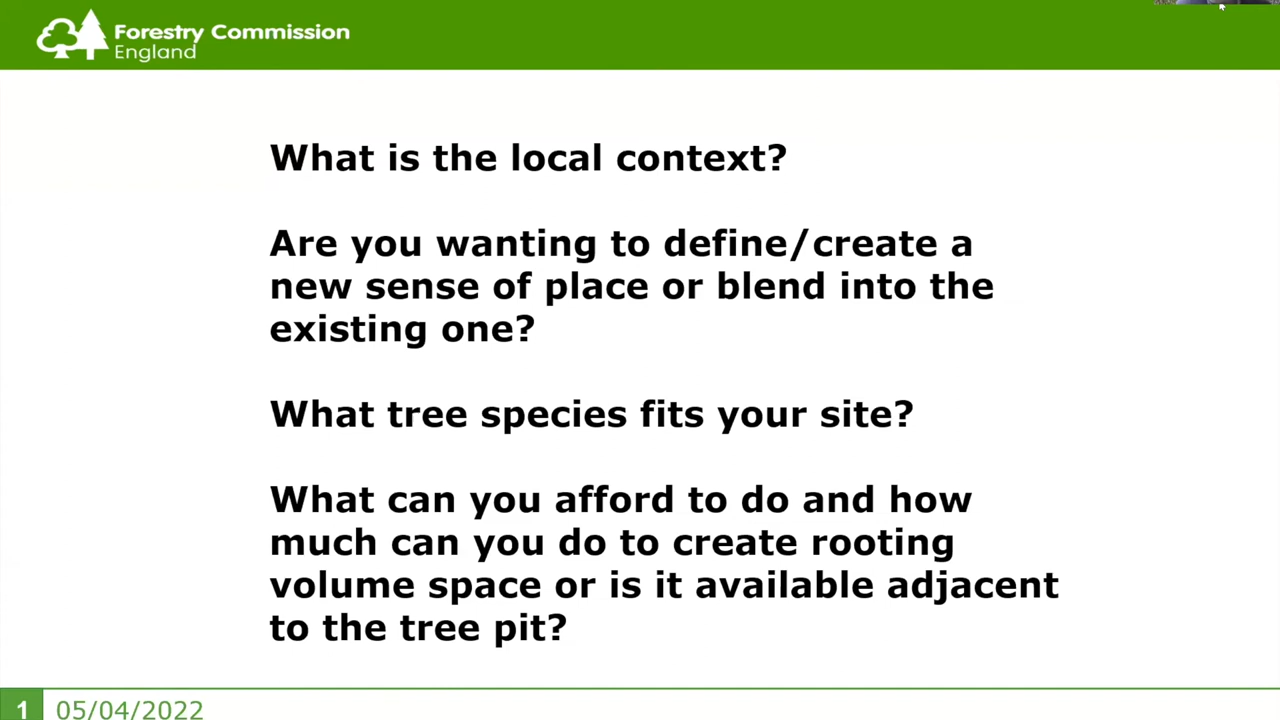 Forestry Commission
England
What is the local context?
Are you wanting to define/create a
new sense of place or blend into the
existing one?
What tree species fits your site?
What can you afford to do and how
much can you do to create rooting
volume space or is it available adjacent
to the tree pit?
1 05/04/2022